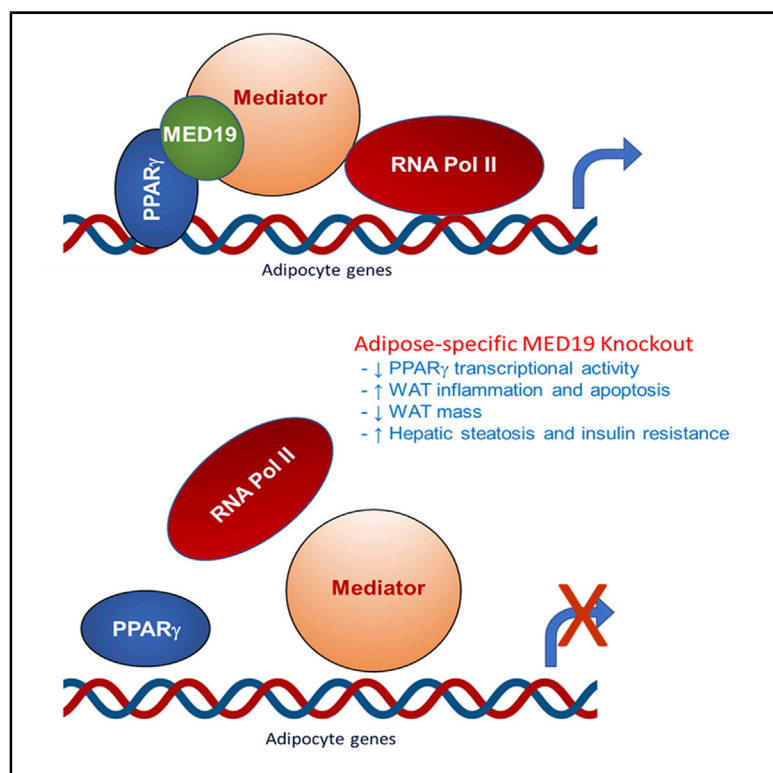 Mediator
MED19
PPARγ
RNA Pol II
Adipocyte genes
Adipose-specific MED19 Knockout
- ↓ PPARγ transcriptional activity
- ↑ WAT inflammation and apoptosis
- ↓ WAT mass
- ↑ Hepatic steatosis and insulin resistance
RNA Pol II
Mediator
PPARγ
Adipocyte genes